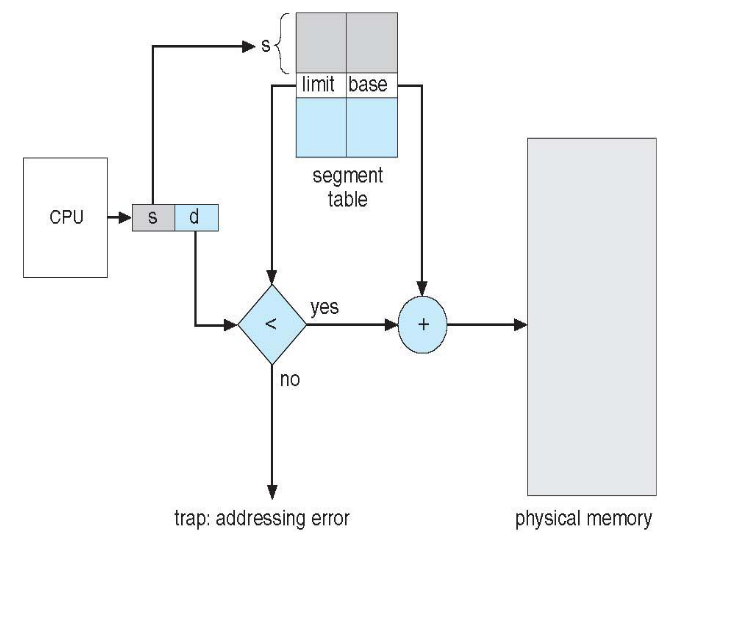 s
limit base
segment
table
CPU
s d
<
yes
+
no
trap: addressing error
physical memory